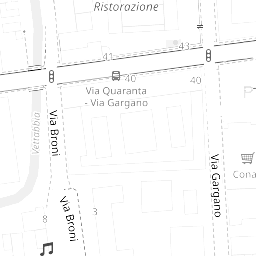 Ristorazione
41
43
40
40
Via Quaranta
- Via Gargano
Via Broni
Vettabbia
Via Gargano
Cona
Via Broni
8
3